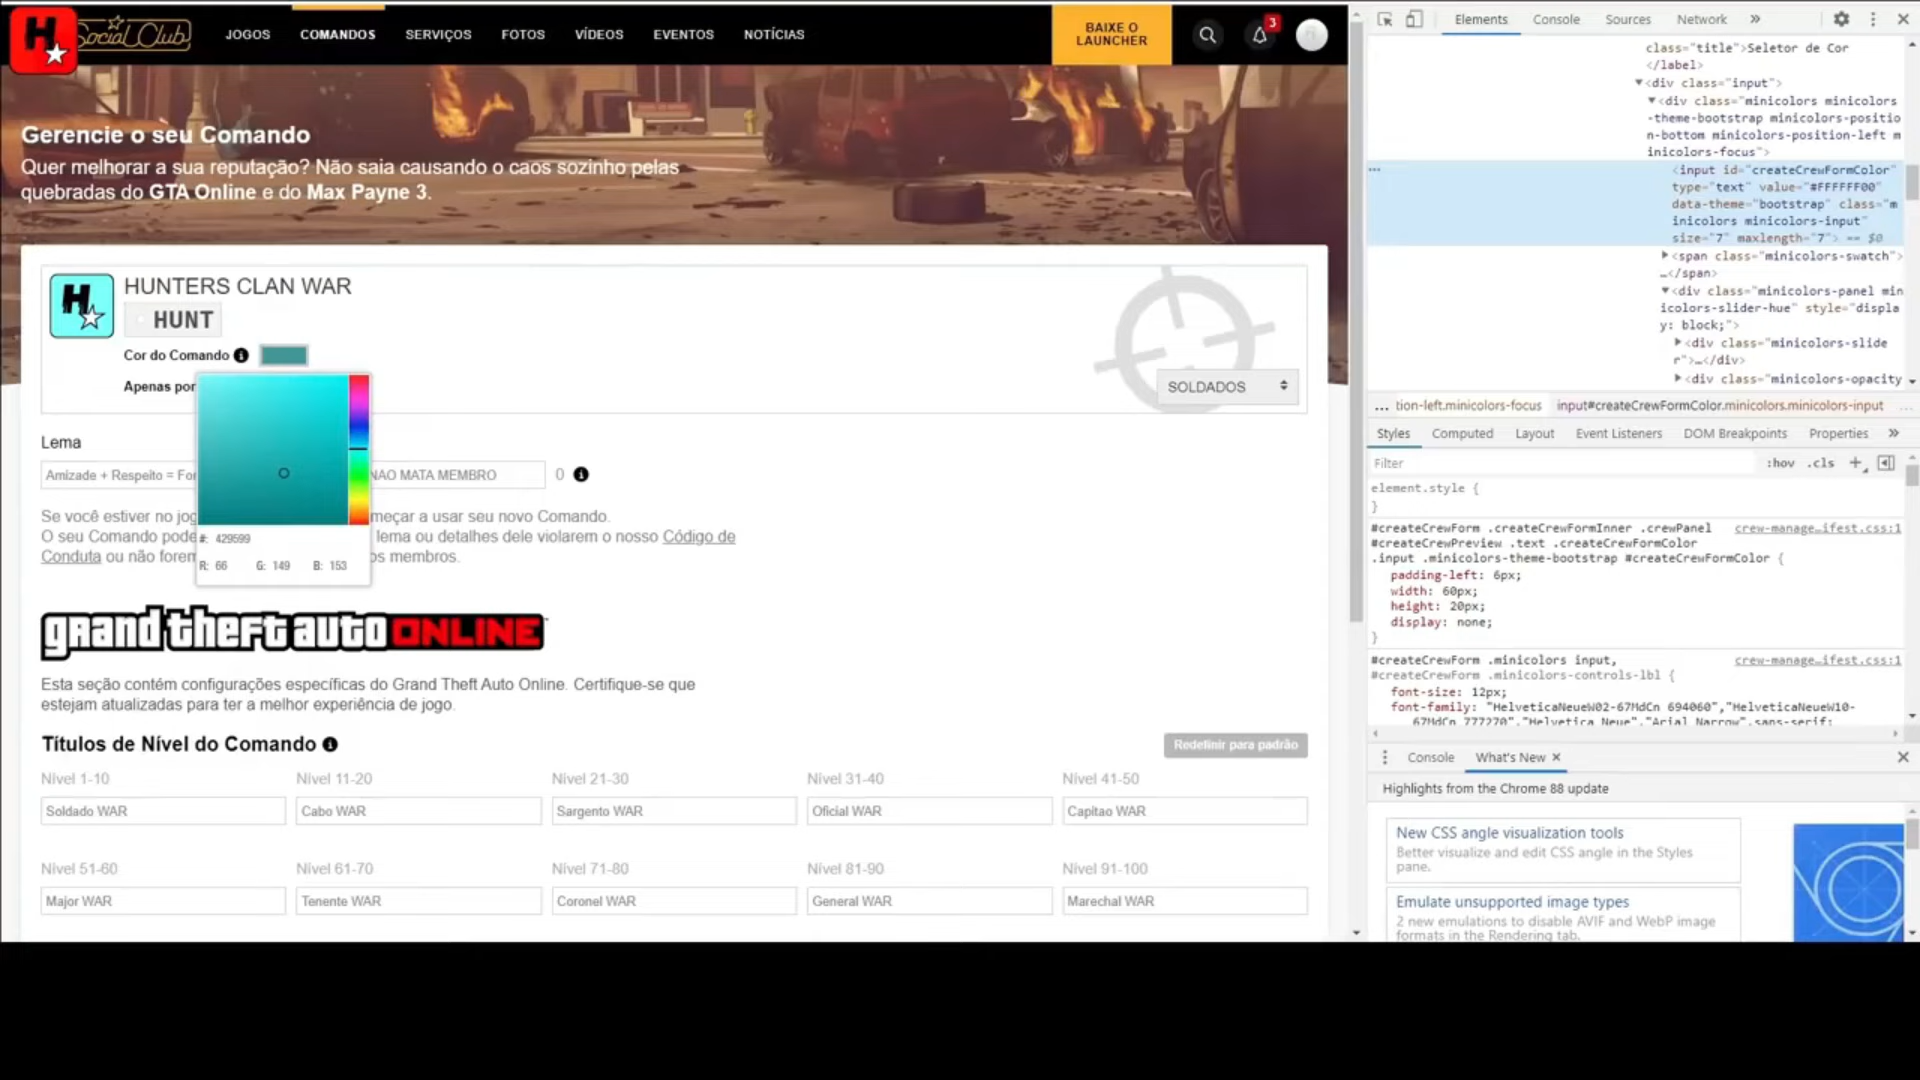 H
Social Club
JOGOS
COMANDOS
SERVIÇOS
FOTOS
VÍDEOS
EVENTOS
NOTÍCIAS
BAIXE O
LAUNCHER
3
Gerencie o seu Comando
Quer melhorar a sua reputação? Não saia causando o caos sozinho pelas
quebradas do GTA Online e do Max Payne 3.
H
HUNTERS CLAN WAR
HUNT
Cor do Comando
Apenas por
SOLDADOS
#: 429599
R: 66 G: 149 B: 153
Lema
Amizade + Respeito = For NAO MATA MEMBRO
0
Se você estiver no jog meçar a usar seu novo Comando.
O seu Comando pode lema ou detalhes dele violarem o nosso Código de
Conduta ou não forem os membros.
grand theft auto ONLINE
Esta seção contém configurações específicas do Grand Theft Auto Online. Certifique-se que
estejam atualizadas para ter a melhor experiência de jogo.
Títulos de Nível do Comando
Redefinir para padrão
Nível 1-10 Nível 11-20 Nível 21-30 Nível 31-40 Nível 41-50
Soldado WAR Cabo WAR Sargento WAR Oficial WAR Capitao WAR
Nível 51-60 Nível 61-70 Nível 71-80 Nível 81-90 Nível 91-100
Major WAR Tenente WAR Coronel WAR General WAR Marechal WAR
Elements Console Sources Network »
class="title">Seletor de Cor
</label>
▼<div class="input">
▼<div class="minicolors minicolors
-theme-bootstrap minicolors-positio
n-bottom minicolors-position-left m
inicolors-focus">
… <input id="createCrewFormColor"
type="text" value="#FFFFFF00"
data-theme="bootstrap" class="m
inicolors minicolors-input"
size="7" maxlength="7"> == $0
▶<span class="minicolors-swatch">
…</span>
▼<div class="minicolors-panel min
icolors-slider-hue" style="displa
y: block;">
▶<div class="minicolors-slide
r">…</div>
▶<div class="minicolors-opacity
... tion-left.minicolors-focus input#createCrewFormColor.minicolors.minicolors-input ...
Styles Computed Layout Event Listeners DOM Breakpoints Properties »
Filter :hov .cls +
element.style {
}
#createCrewForm .createCrewFormInner .crewPanel crew-manage…ifest.css:1
#createCrewPreview .text .createCrewFormColor
.input .minicolors-theme-bootstrap #createCrewFormColor {
padding-left: 6px;
width: 60px;
height: 20px;
display: none;
}
#createCrewForm .minicolors input, crew-manage…ifest.css:1
#createCrewForm .minicolors-controls-lbl {
font-size: 12px;
font-family: "HelveticaNeueW02-67MdCn 694060","HelveticaNeueW10-
67MdCn 777270","Helvetica Neue","Arial Narrow",sans-serif;
Console What's New ×
Highlights from the Chrome 88 update
New CSS angle visualization tools
Better visualize and edit CSS angle in the Styles
pane.
Emulate unsupported image types
2 new emulations to disable AVIF and WebP image
formats in the Rendering tab.